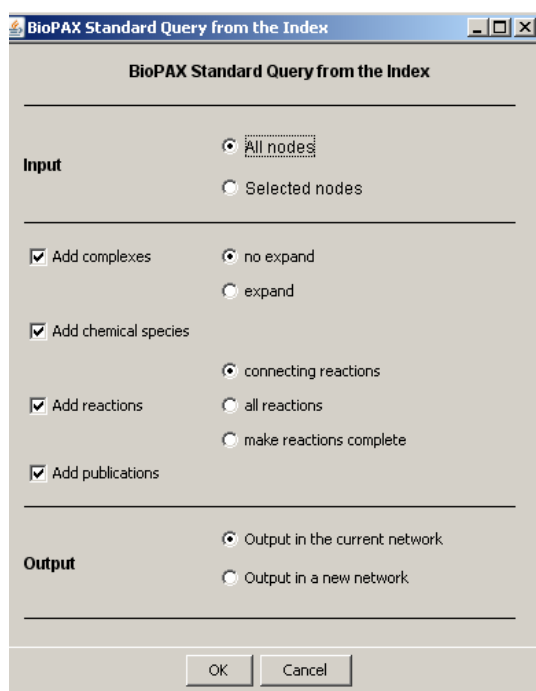 BioPAX Standard Query from the Index
BioPAX Standard Query from the Index
Input
All nodes
Selected nodes
Add complexes
no expand
expand
Add chemical species
connecting reactions
Add reactions
all reactions
make reactions complete
Add publications
Output in the current network
Output
Output in a new network
OK
Cancel